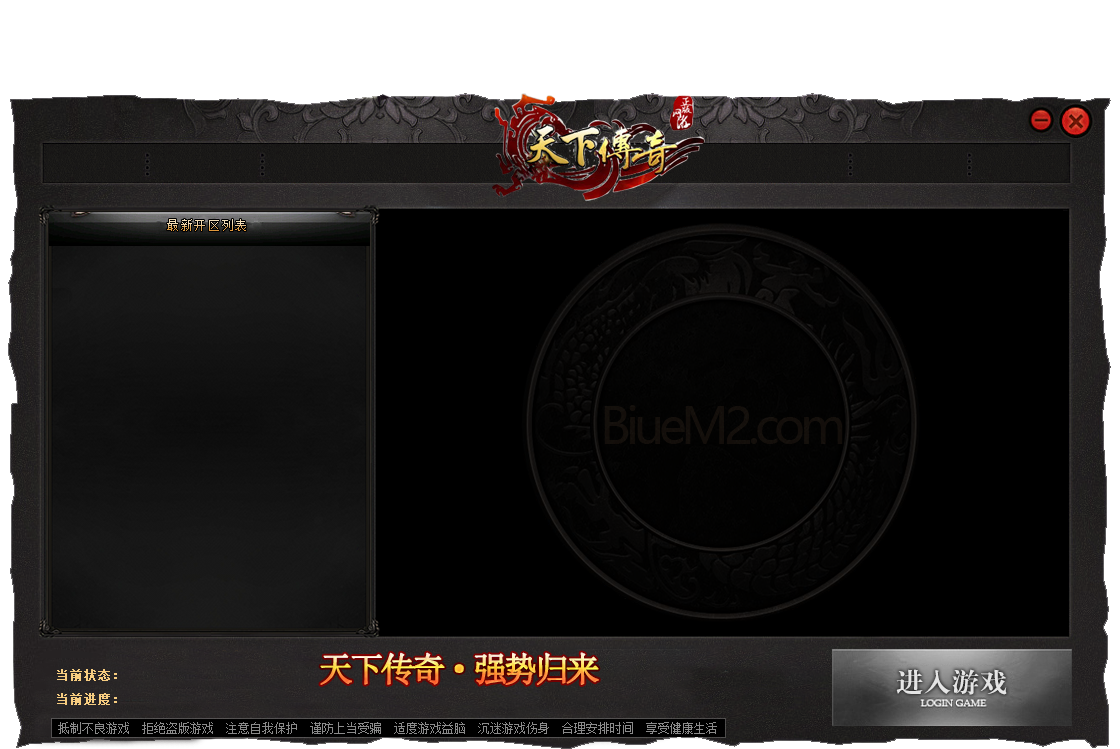 天下傳奇
最新开区列表
BiueM2.com
天下传奇·强势归来
当前状态:
当前进度:
进入游戏
LOGIN GAME
抵制不良游戏 拒绝盗版游戏 注意自我保护 谨防上当受骗 适度游戏益脑 沉迷游戏伤身 合理安排时间 享受健康生活